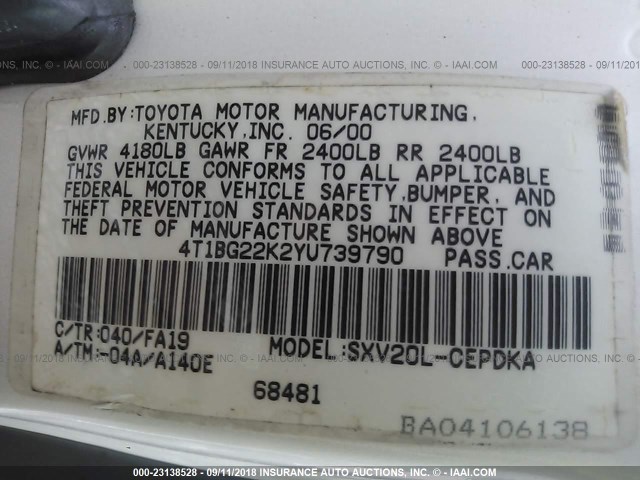 000-23138528 - 09/11/2018 - INSURANCE AUTO AUCTIONS, INC. - IAAI.COM
MFD.BY:TOYOTA MOTOR MANUFACTURING,
KENTUCKY,INC. 06/00
GVWR 4180LB GAWR FR 2400LB RR 2400LB
THIS VEHICLE CONFORMS TO ALL APPLICABLE
FEDERAL MOTOR VEHICLE SAFETY,BUMPER, AND
THEFT PREVENTION STANDARDS IN EFFECT ON
THE DATE OF MANUFACTURE SHOWN ABOVE
4T1BG22K2YU739790 PASS.CAR
C/TR:040/FA19 MODEL:SXV20L-CEPDKA
A/TM:-04A/A140E
68481
BA04106138
000-23138528 - 09/11/2018 - INSURANCE AUTO AUCTIONS, INC. - IAAI.COM